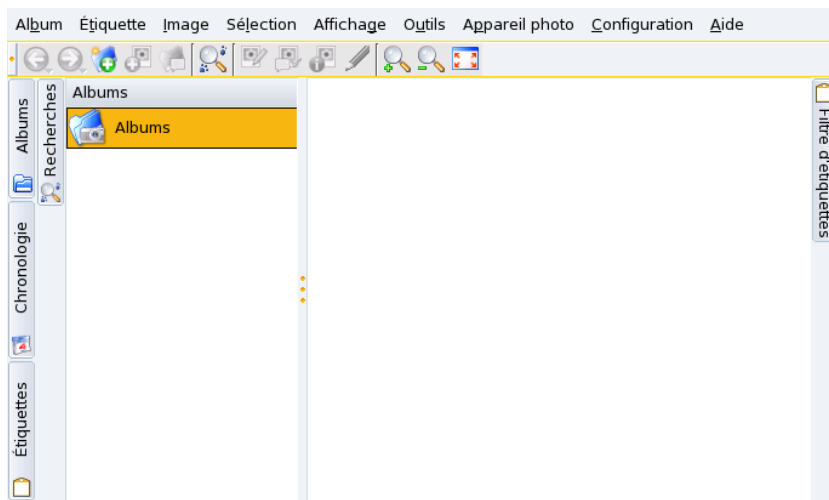 Album Étiquette Image Sélection Affichage Outils Appareil photo Configuration Aide
Albums
Albums
Albums
Recherches
Chronologie
Étiquettes
Filtre d'étiquettes